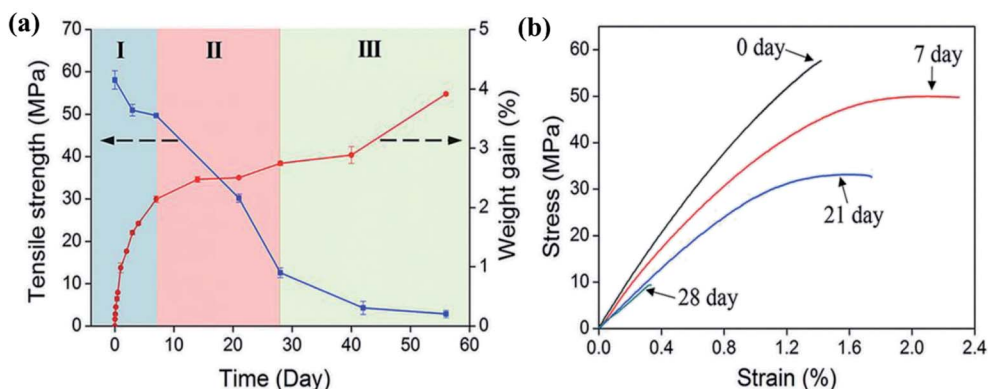 (a)
I II III
Tensile strength (MPa)
70
60
50
40
30
20
10
0
5
4
3
2
1
0
Weight gain (%)
0 10 20 30 40 50 60
Time (Day)
(b)
Stress (MPa)
60
50
40
30
20
10
0
0 day
7 day
21 day
28 day
0.0 0.4 0.8 1.2 1.6 2.0 2.4
Strain (%)